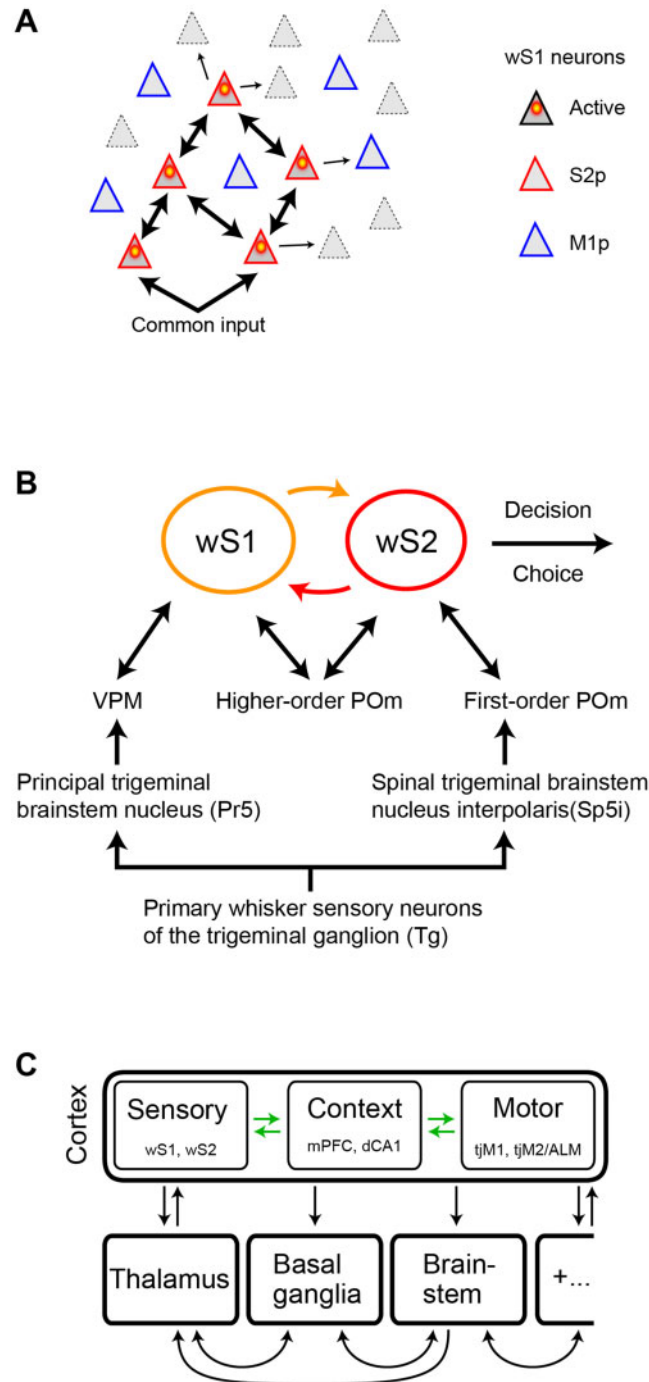 A
wS1 neurons
Active
S2p
M1p
Common input
B
wS1
wS2
Decision
Choice
VPM
Higher-order POm
First-order POm
Principal trigeminal
brainstem nucleus (Pr5)
Spinal trigeminal brainstem
nucleus interpolaris(Sp5i)
Primary whisker sensory neurons
of the trigeminal ganglion (Tg)
C
Cortex
Sensory
wS1, wS2
Context
mPFC, dCA1
Motor
tjM1, tjM2/ALM
Thalamus
Basal
ganglia
Brain-
stem
+...